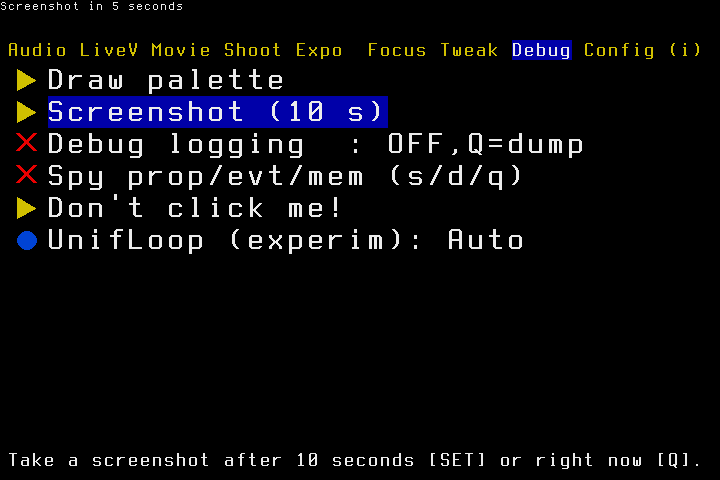 Screenshot in 5 seconds
Audio LiveV Movie Shoot Expo Focus Tweak Debug Config (i)
Draw palette
Screenshot (10 s)
Debug logging : OFF,Q=dump
Spy prop/evt/mem (s/d/q)
Don't click me!
UnifLoop (experim): Auto
Take a screenshot after 10 seconds [SET] or right now [Q].